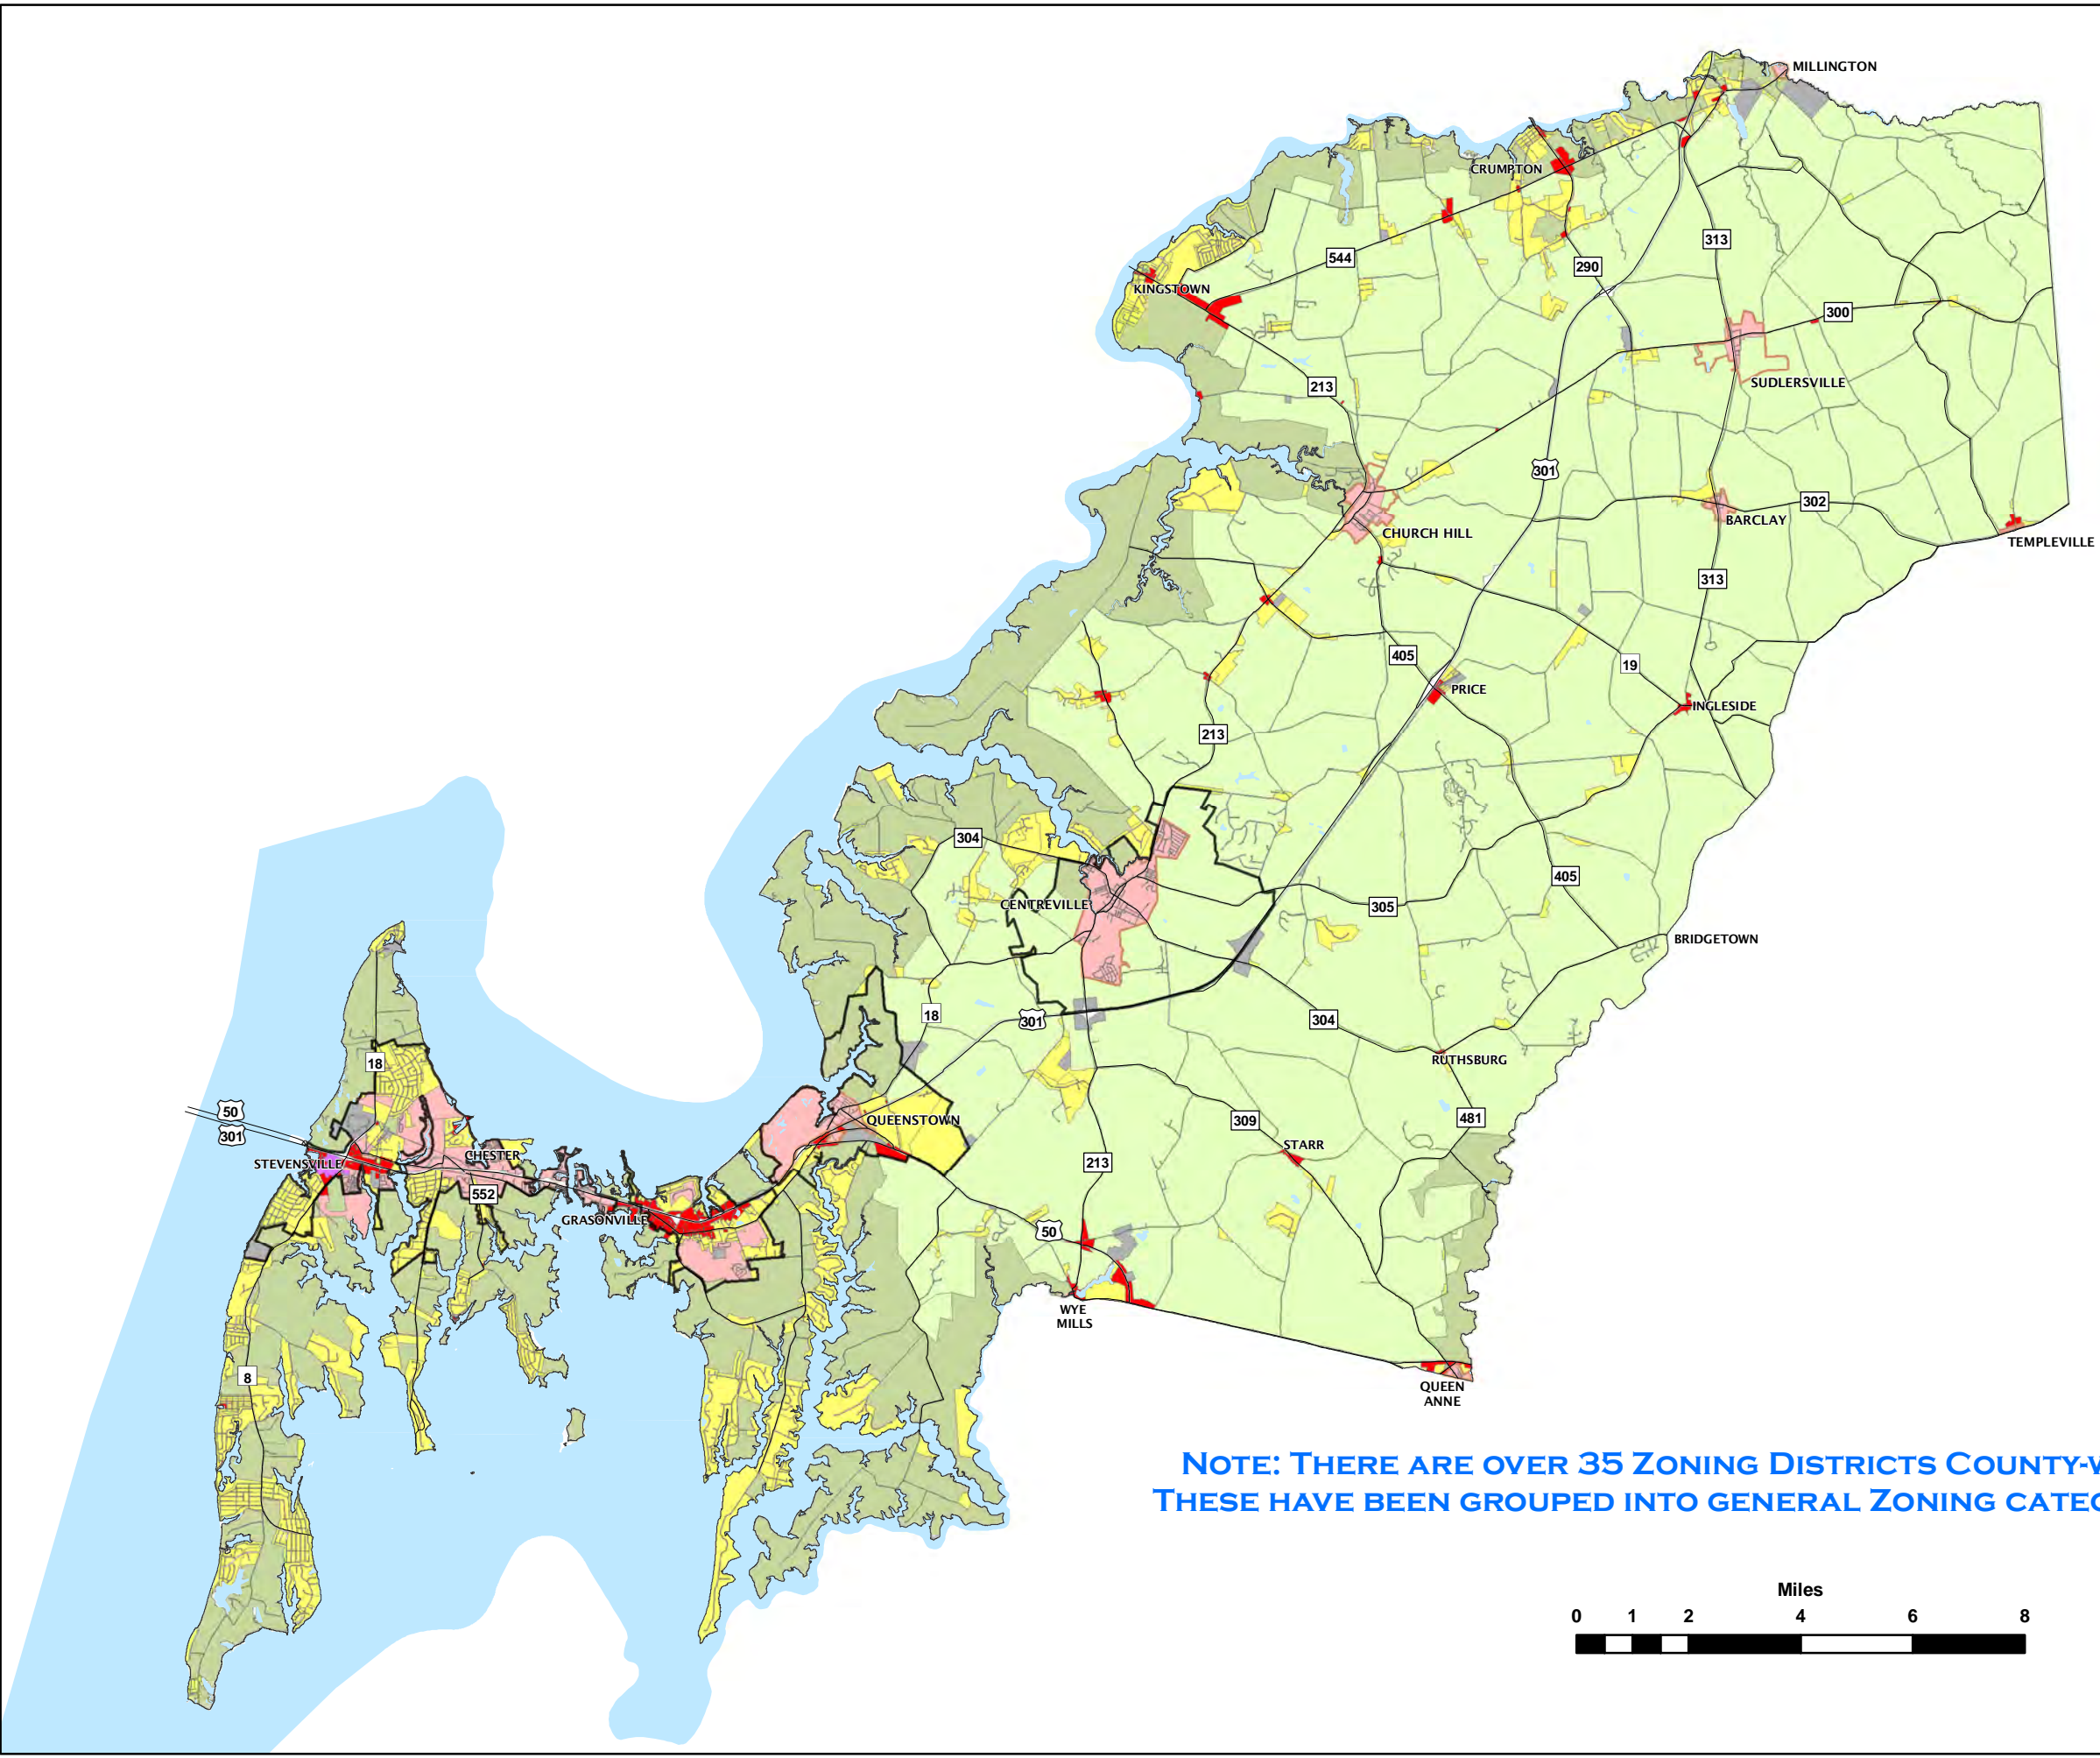 MILLINGTON
CRUMPTON
313
544
290
KINGSTOWN
300
213
SUDLERSVILLE
301
302
BARCLAY
CHURCH HILL
TEMPLEVILLE
313
405
19
PRICE
INGLESIDE
213
304
405
CENTREVILLE
305
BRIDGETOWN
18
301
304
RUTHSBURG
18
50
301
QUEENSTOWN
309
481
STARR
CHESTER
STEVENSVILLE
213
552
GRASONVILLE
50
WYE
MILLS
8
QUEEN
ANNE
NOTE: THERE ARE OVER 35 ZONING DISTRICTS COUNTY-
THESE HAVE BEEN GROUPED INTO GENERAL ZONING
Miles
0 1 2 4 6 8